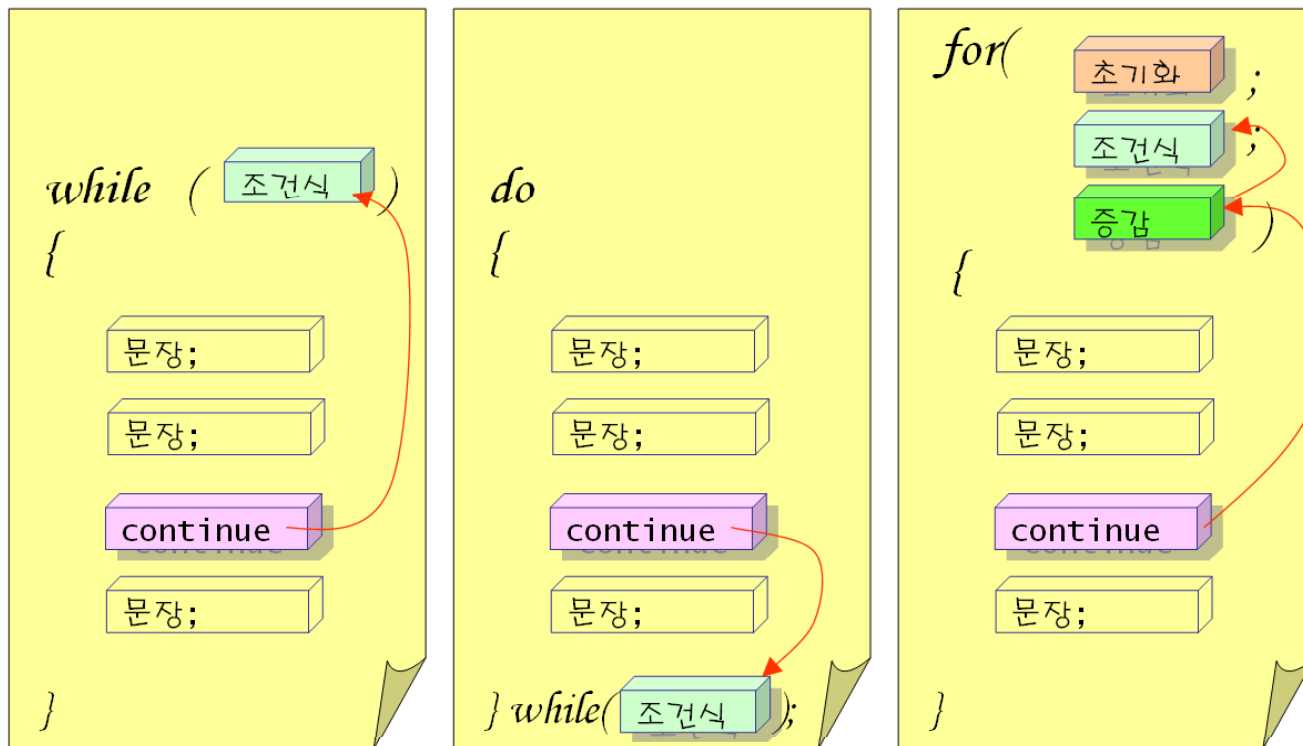 while ( 조건식 )
{
문장;
문장;
continue
문장;
}
do
{
문장;
문장;
continue
문장;
} while( 조건식 );
for( 초기화 ;
조건식 ;
증감 )
{
문장;
문장;
continue
문장;
}